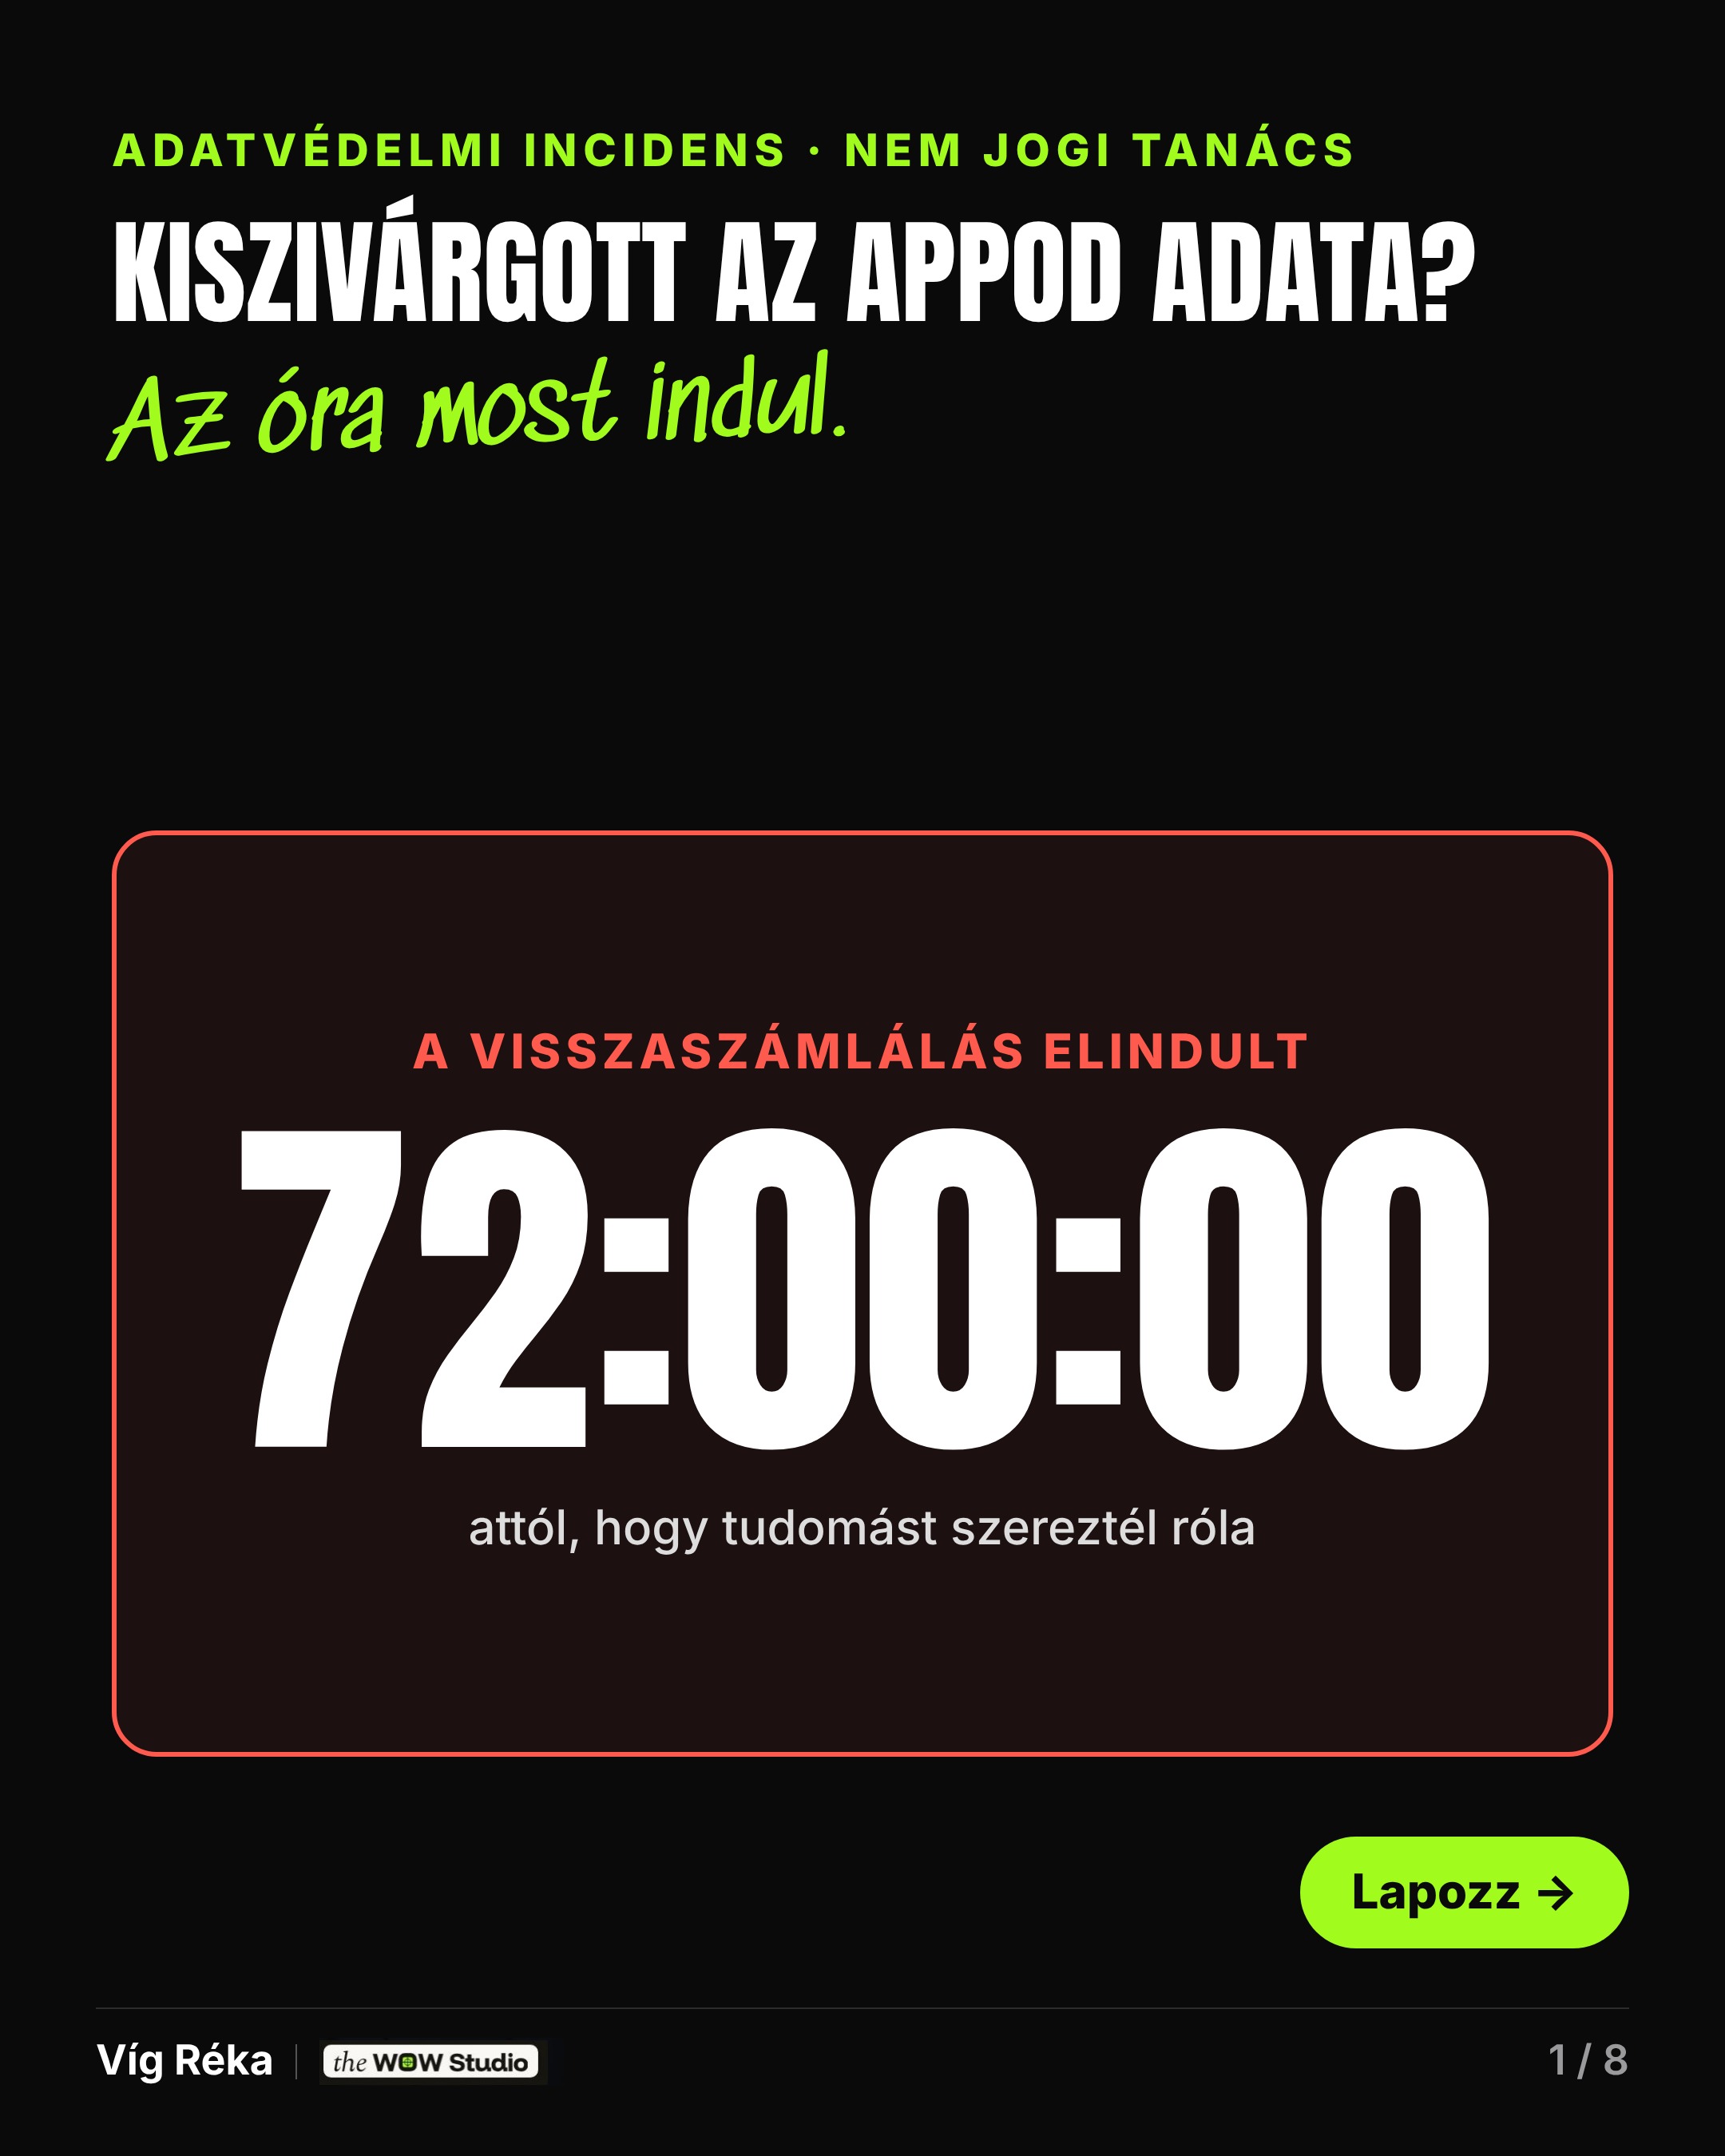 ADATVÉDELMI INCIDENS · NEM JOGI TANÁCS
KISZIVÁRGOTT AZ APPOD ADATA?
Az óra most indul.
A VISSZASZÁMLÁLÁS ELINDULT
72:00:00
attól, hogy tudomást szereztél róla
Lapozz →
Víg Réka | the WOW Studio
1 / 8